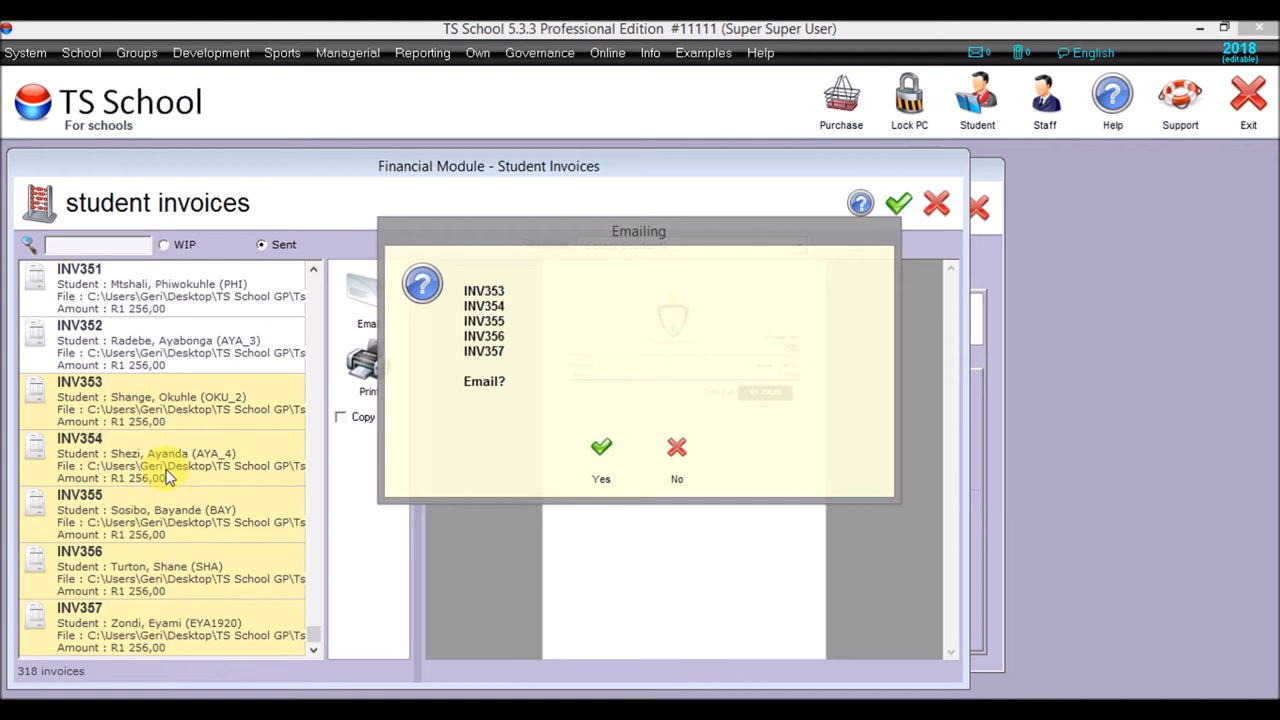 TS School 5.3.3 Professional Edition #11111 (Super Super User)
System School Groups Development Sports Managerial Reporting Own Governance Online Info Examples Help 0 0 English 2018
(editable)
TS School
For schools
Purchase Lock PC Student Staff Help Support Exit
Financial Module - Student Invoices
student invoices
WIP Sent
Emailing
INV351
Student : Mtshali, Phiwokuhle (PHI)
File : C:\Users\Geri\Desktop\TS School GP\Ts
Amount : R1 256,00
INV352
Student : Radebe, Ayabonga (AYA_3)
File : C:\Users\Geri\Desktop\TS School GP\Ts
Amount : R1 256,00
INV353
Student : Shange, Okuhle (OKU_2)
File : C:\Users\Geri\Desktop\TS School GP\Ts
Amount : R1 256,00
INV354
Student : Shezi, Ayanda (AYA_4)
File : C:\Users\Geri\Desktop\TS School GP\Ts
Amount : R1 256,00
INV355
Student : Sosibo, Bayande (BAY)
File : C:\Users\Geri\Desktop\TS School GP\Ts
Amount : R1 256,00
INV356
Student : Turton, Shane (SHA)
File : C:\Users\Geri\Desktop\TS School GP\Ts
Amount : R1 256,00
INV357
Student : Zondi, Eyami (EYA1920)
File : C:\Users\Geri\Desktop\TS School GP\Ts
Amount : R1 256,00
318 invoices
Emai
Print
Copy
INV353
INV354
INV355
INV356
INV357
Email?
Yes No